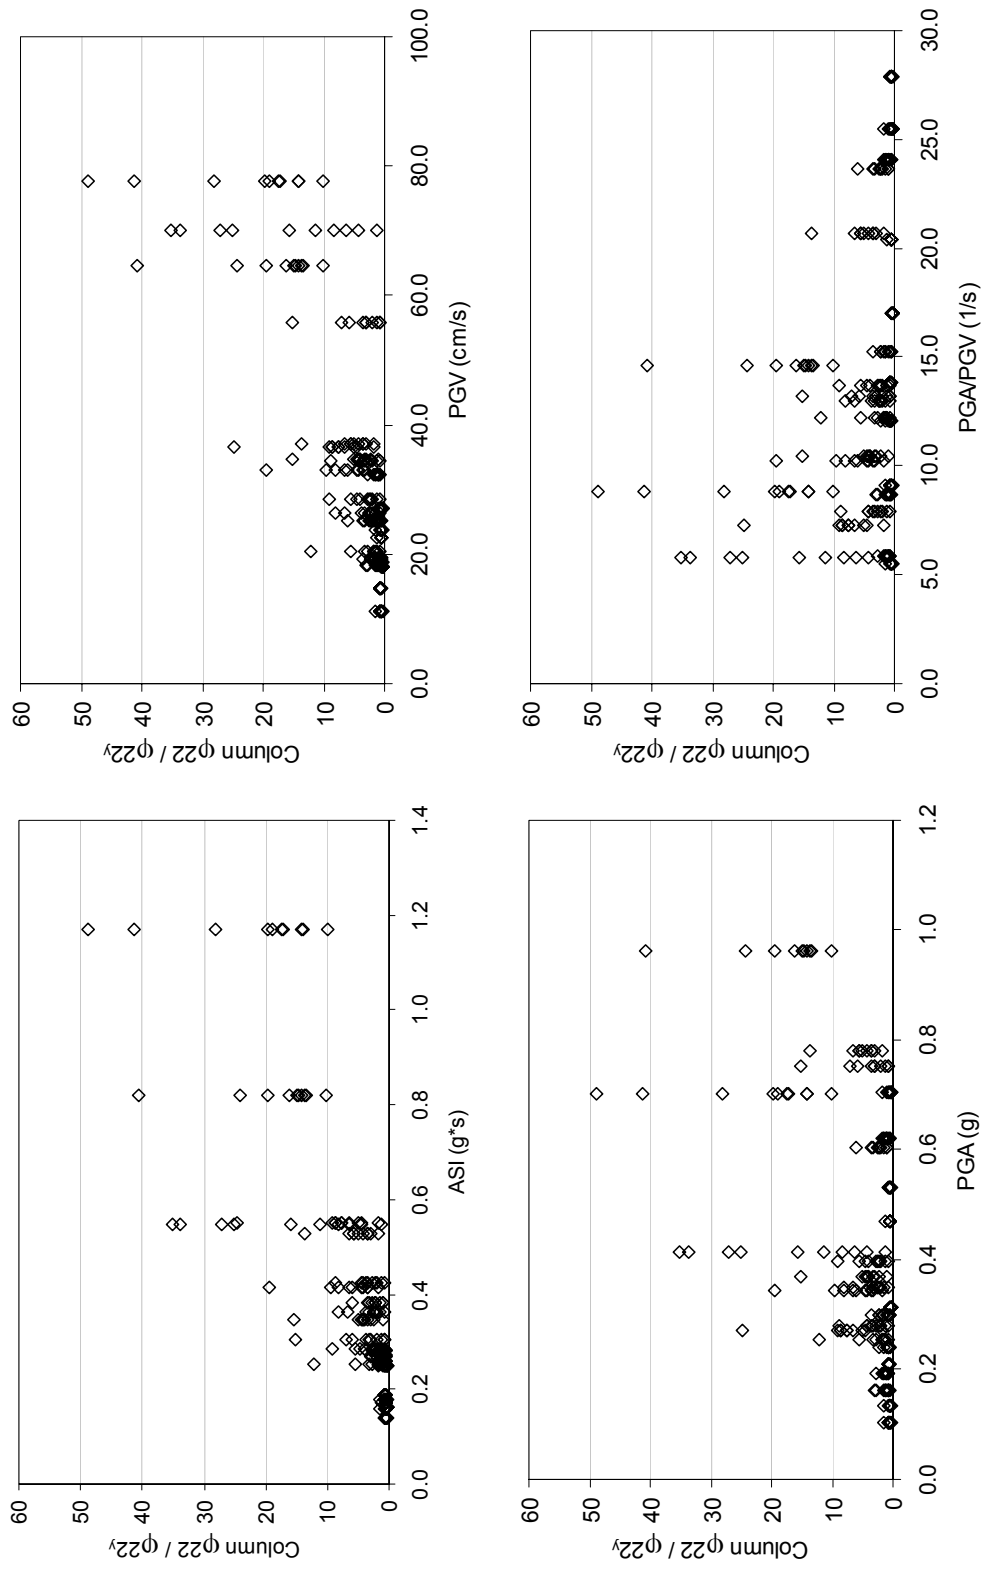 Column φ22 / φ22y
60
50
40
30
20
10
0
0.0 0.2 0.4 0.6 0.8 1.0 1.2 1.4
ASI (g*s)
Column φ22 / φ22y
60
50
40
30
20
10
0
0.0 20.0 40.0 60.0 80.0 100.0
PGV (cm/s)
Column φ22 / φ22y
60
50
40
30
20
10
0
0.0 0.2 0.4 0.6 0.8 1.0 1.2
PGA (g)
Column φ22 / φ22y
60
50
40
30
20
10
0
0.0 5.0 10.0 15.0 20.0 25.0 30.0
PGA/PGV (1/s)